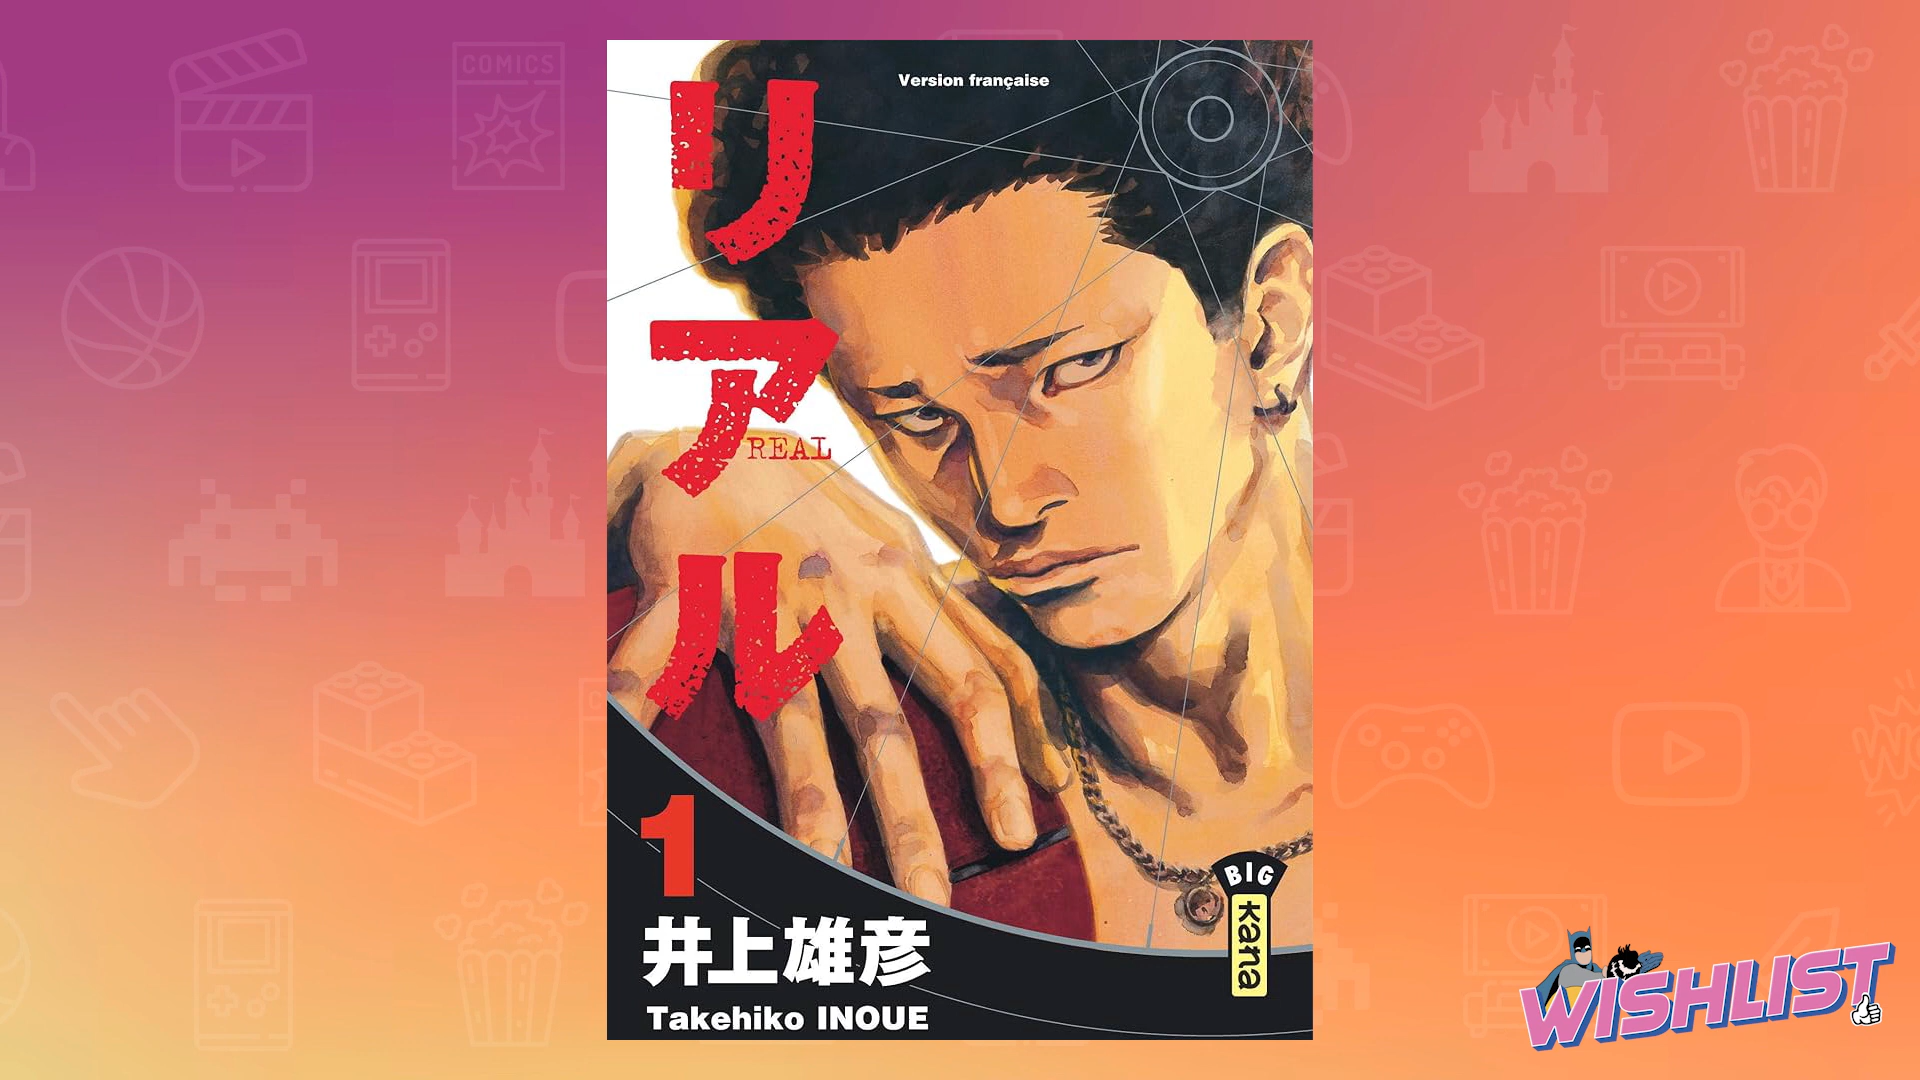 COMICS
Version française
リアル
REAL
1
井上雄彦
Takehiko INOUE
BIG
kana
WISHLIST